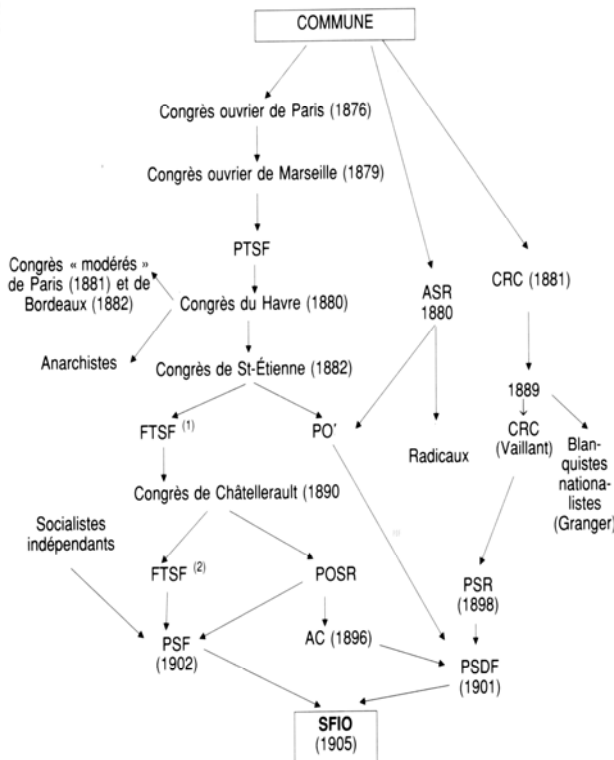 COMMUNE
Congrès ouvrier de Paris (1876)
Congrès ouvrier de Marseille (1879)
PTSF
Congrès « modérés »
de Paris (1881) et de
Bordeaux (1882)
Congrès du Havre (1880)
ASR
1880
CRC (1881)
Anarchistes
Congrès de St-Étienne (1882)
1889
FTSF (1)
PO'
Radicaux
CRC
(Vaillant)
Blan-
quistes
nationa-
listes
(Granger)
Congrès de Châtellerault (1890
Socialistes
indépendants
FTSF (2)
POSR
PSR
(1898)
PSF
(1902)
AC (1896)
PSDF
(1901)
SFIO
(1905)